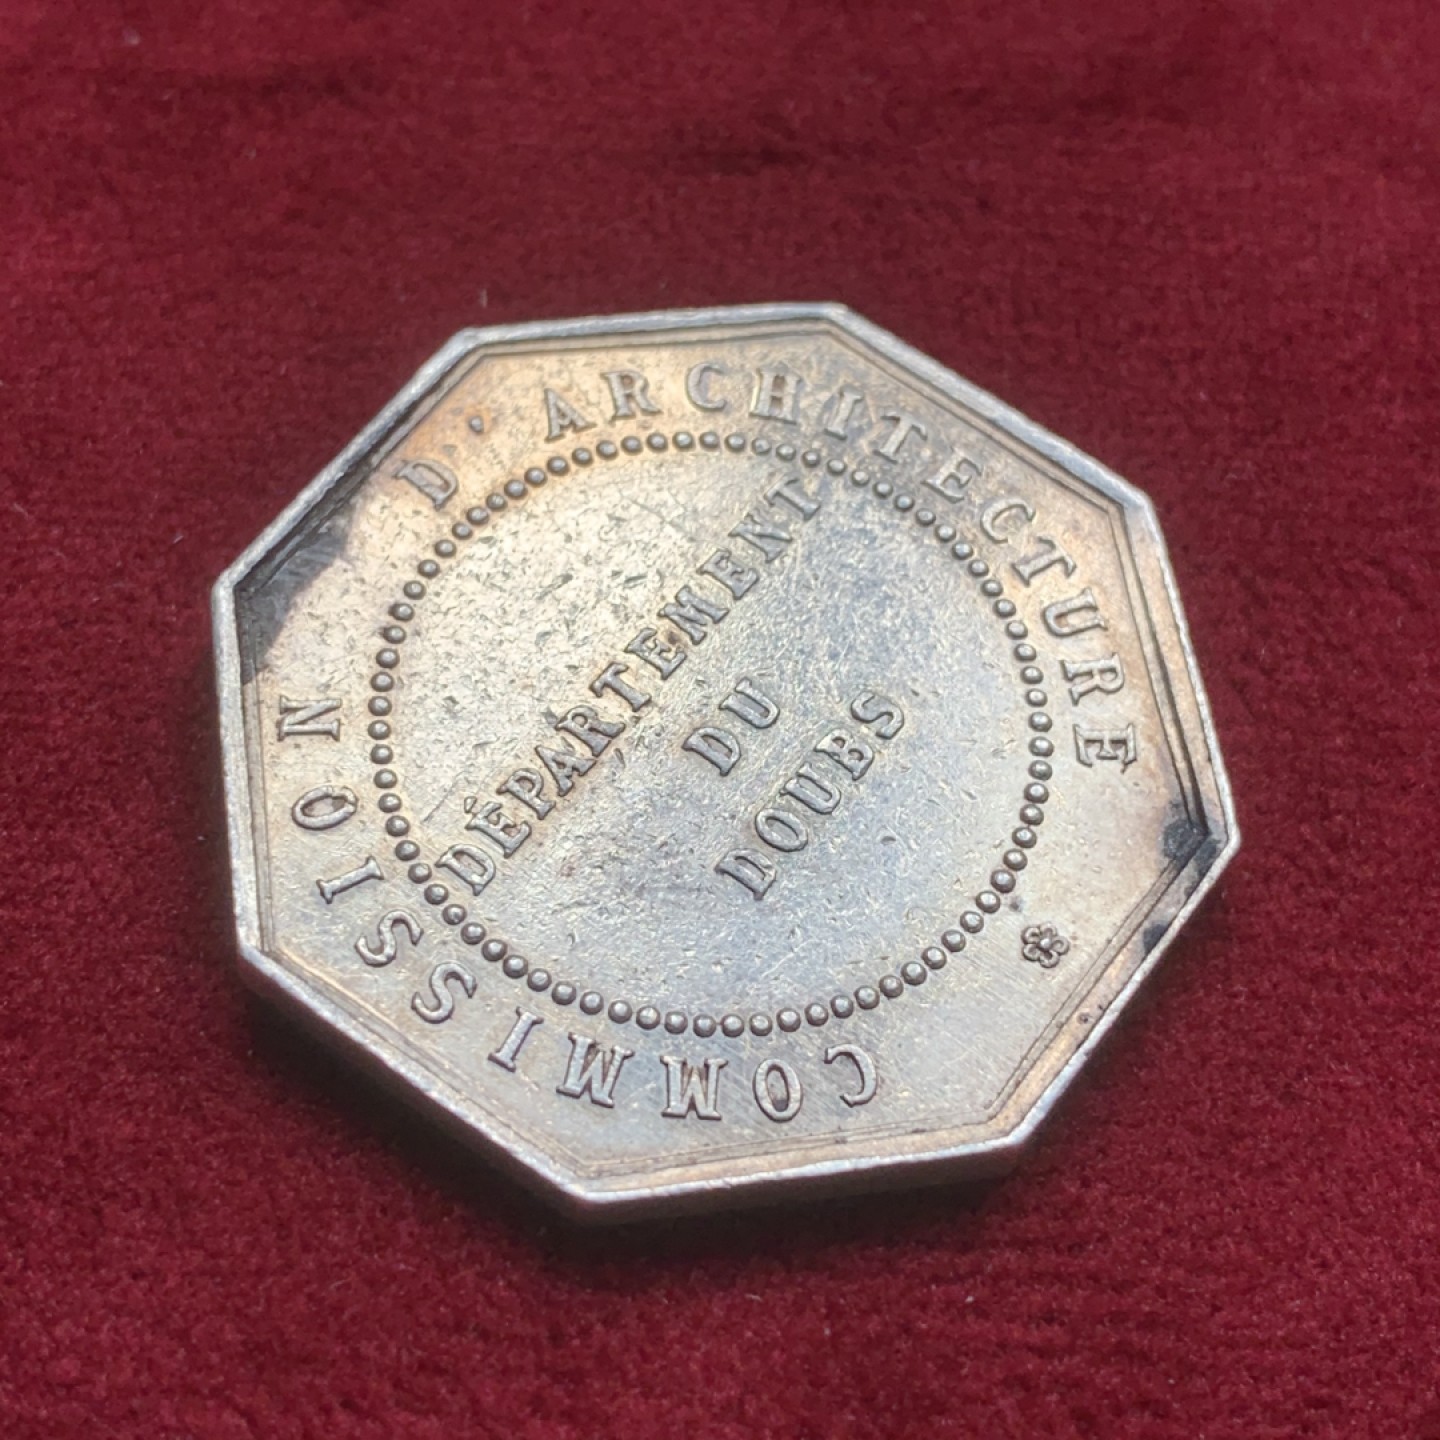 COMMISSION D'ARCHITECTURE
DÉPARTEMENT
DU
DOUBS